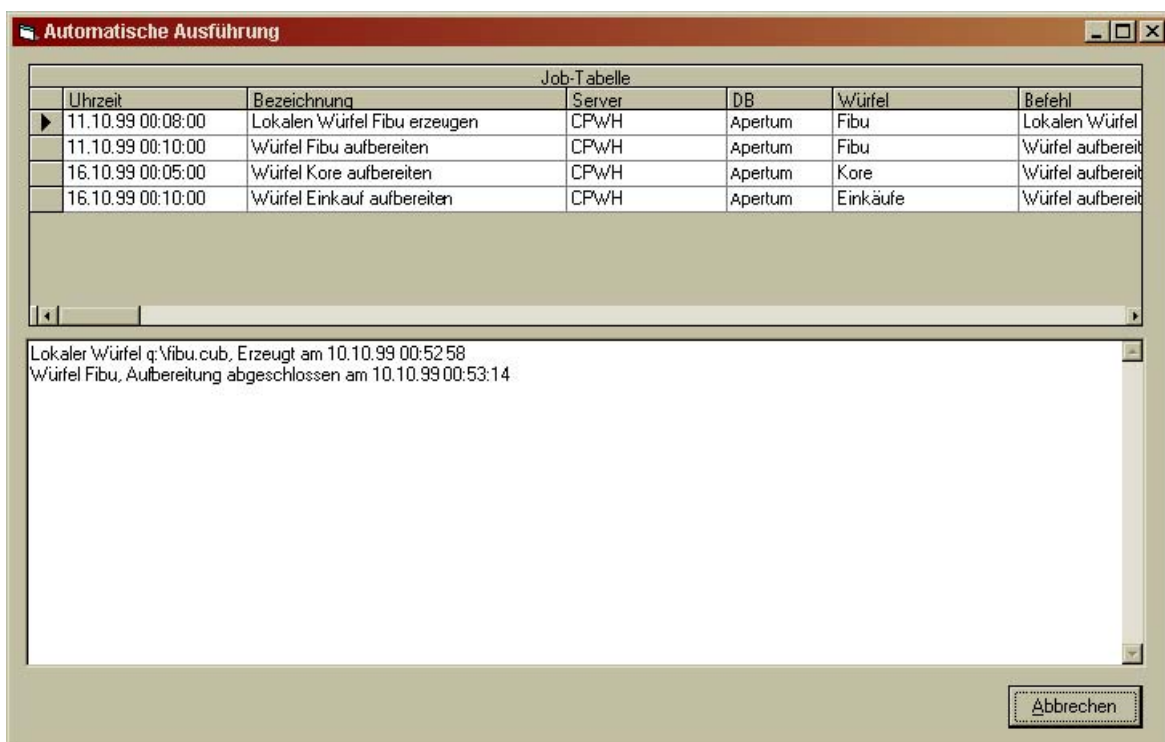 Automatische Ausführung
Job-Tabelle
Uhrzeit Bezeichnung Server DB Würfel Befehl
11.10.99 00:08:00 Lokalen Würfel Fibu erzeugen CPWH Apertum Fibu Lokalen Würfel
11.10.99 00:10:00 Würfel Fibu aufbereiten CPWH Apertum Fibu Würfel aufbereit
16.10.99 00:05:00 Würfel Kore aufbereiten CPWH Apertum Kore Würfel aufbereit
16.10.99 00:10:00 Würfel Einkauf aufbereiten CPWH Apertum Einkäufe Würfel aufbereit
Lokaler Würfel q:\fibu.cub, Erzeugt am 10.10.99 00:52:58
Würfel Fibu, Aufbereitung abgeschlossen am 10.10.99 00:53:14
Abbrechen